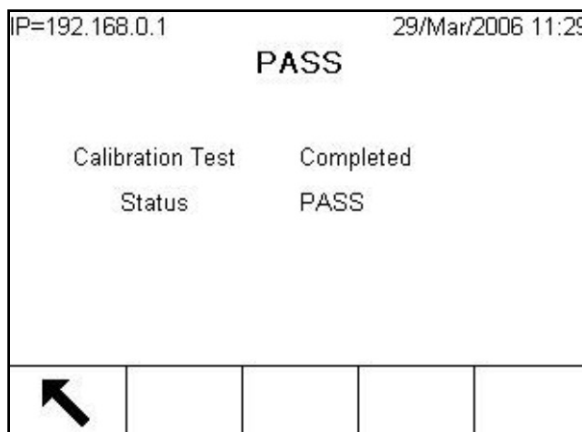 IP=192.168.0.1 29/Mar/2006 11:29
PASS
Calibration Test Completed
Status PASS